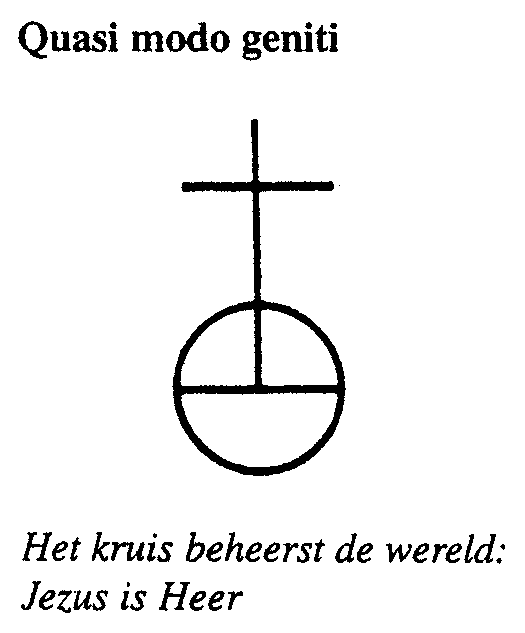 Quasi modo geniti
Het kruis beheerst de wereld:
Jezus is Heer